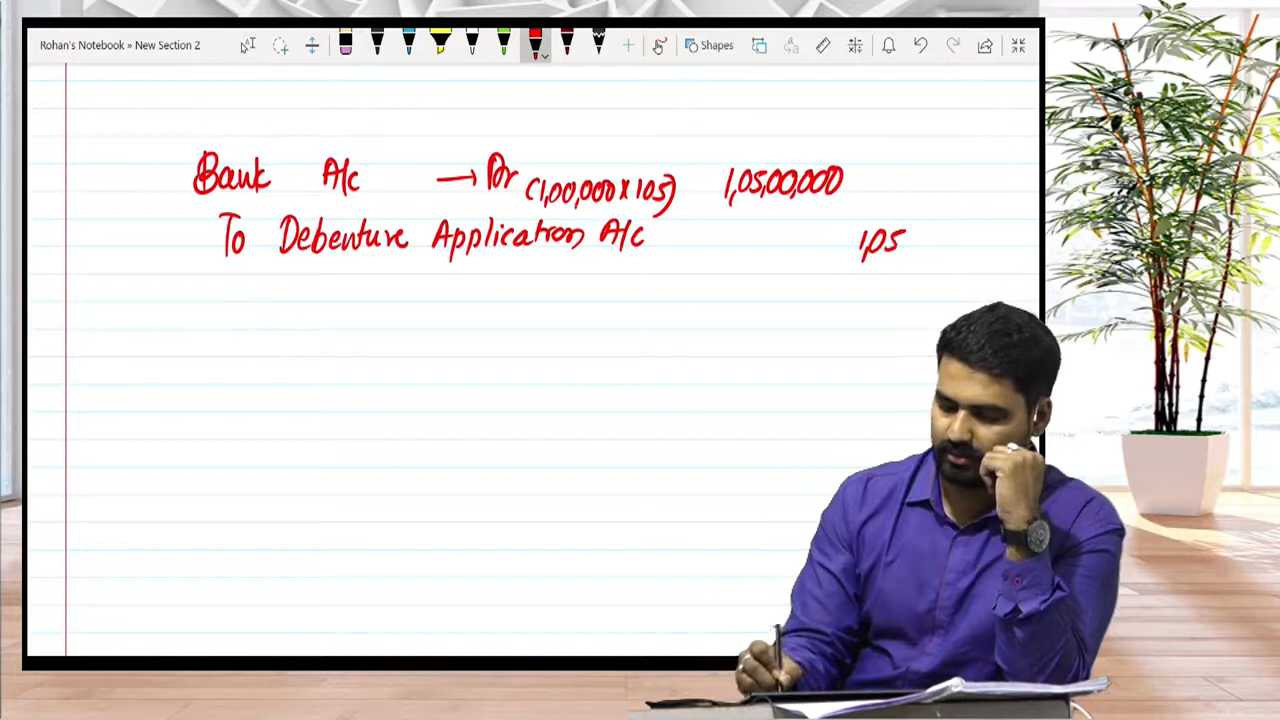 Rohan's Notebook » New Section 2
Shapes
Bank A/c → Dr (1,00,000 x 105) 1,05,00,000
To Debenture Application A/c 1,05